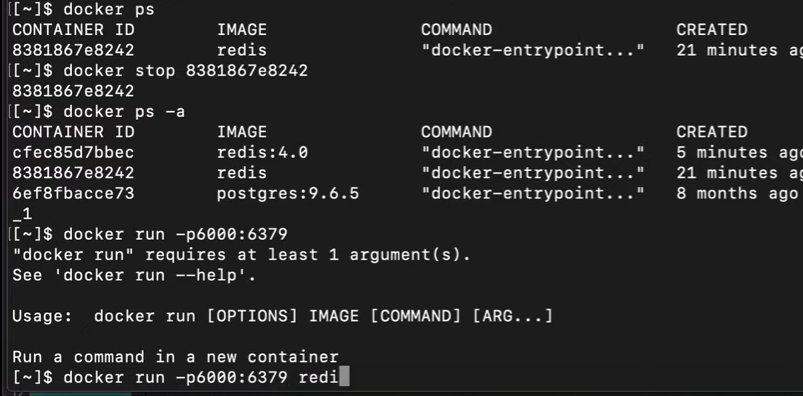 [~]$ docker ps
CONTAINER ID IMAGE COMMAND CREATED
8381867e8242 redis "docker-entrypoint..." 21 minutes ag
[~]$ docker stop 8381867e8242
8381867e8242
[~]$ docker ps -a
CONTAINER ID IMAGE COMMAND CREATED
cfec85d7bbec redis:4.0 "docker-entrypoint..." 5 minutes ago
8381867e8242 redis "docker-entrypoint..." 21 minutes ag
6ef8fbacce73 postgres:9.6.5 "docker-entrypoint..." 8 months ago
_1
[~]$ docker run -p6000:6379
"docker run" requires at least 1 argument(s).
See 'docker run --help'.
Usage: docker run [OPTIONS] IMAGE [COMMAND] [ARG...]
Run a command in a new container
[~]$ docker run -p6000:6379 redi